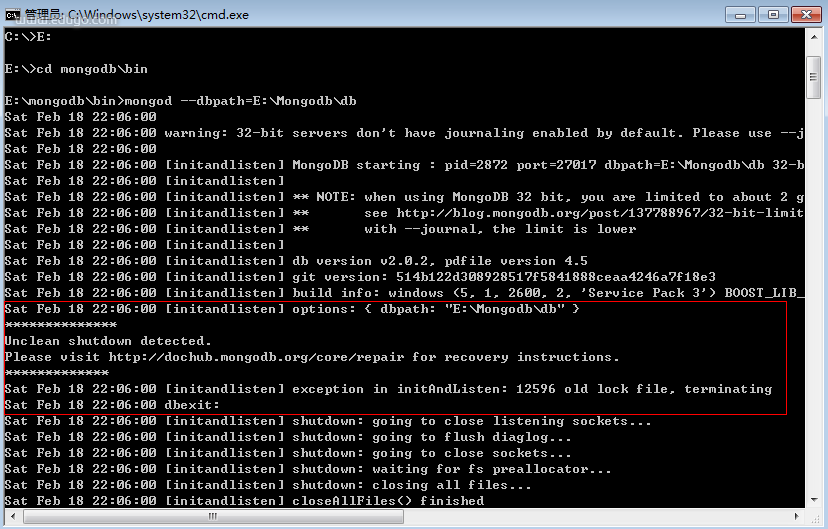 管理员: C:\Windows\system32\cmd.exe
C:\>E:
E:\>cd mongodb\bin
E:\mongodb\bin>mongod --dbpath=E:\Mongodb\db
Sat Feb 18 22:06:00
Sat Feb 18 22:06:00 warning: 32-bit servers don't have journaling enabled by default. Please use --j
Sat Feb 18 22:06:00
Sat Feb 18 22:06:00 [initandlisten] MongoDB starting : pid=2872 port=27017 dbpath=E:\Mongodb\db 32-b
Sat Feb 18 22:06:00 [initandlisten]
Sat Feb 18 22:06:00 [initandlisten] ** NOTE: when using MongoDB 32 bit, you are limited to about 2 g
Sat Feb 18 22:06:00 [initandlisten] **       see http://blog.mongodb.org/post/137788967/32-bit-limit
Sat Feb 18 22:06:00 [initandlisten] **       with --journal, the limit is lower
Sat Feb 18 22:06:00 [initandlisten]
Sat Feb 18 22:06:00 [initandlisten] db version v2.0.2, pdfile version 4.5
Sat Feb 18 22:06:00 [initandlisten] git version: 514b122d308928517f5841888ceaa4246a7f18e3
Sat Feb 18 22:06:00 [initandlisten] build info: windows (5, 1, 2600, 2, 'Service Pack 3') BOOST_LIB_
Sat Feb 18 22:06:00 [initandlisten] options: { dbpath: "E:\Mongodb\db" }
**************
Unclean shutdown detected.
Please visit http://dochub.mongodb.org/core/repair for recovery instructions.
*************
Sat Feb 18 22:06:00 [initandlisten] exception in initAndListen: 12596 old lock file, terminating
Sat Feb 18 22:06:00 dbexit:
Sat Feb 18 22:06:00 [initandlisten] shutdown: going to close listening sockets...
Sat Feb 18 22:06:00 [initandlisten] shutdown: going to flush diaglog...
Sat Feb 18 22:06:00 [initandlisten] shutdown: going to close sockets...
Sat Feb 18 22:06:00 [initandlisten] shutdown: waiting for fs preallocator...
Sat Feb 18 22:06:00 [initandlisten] shutdown: closing all files...
Sat Feb 18 22:06:00 [initandlisten] closeAllFiles() finished